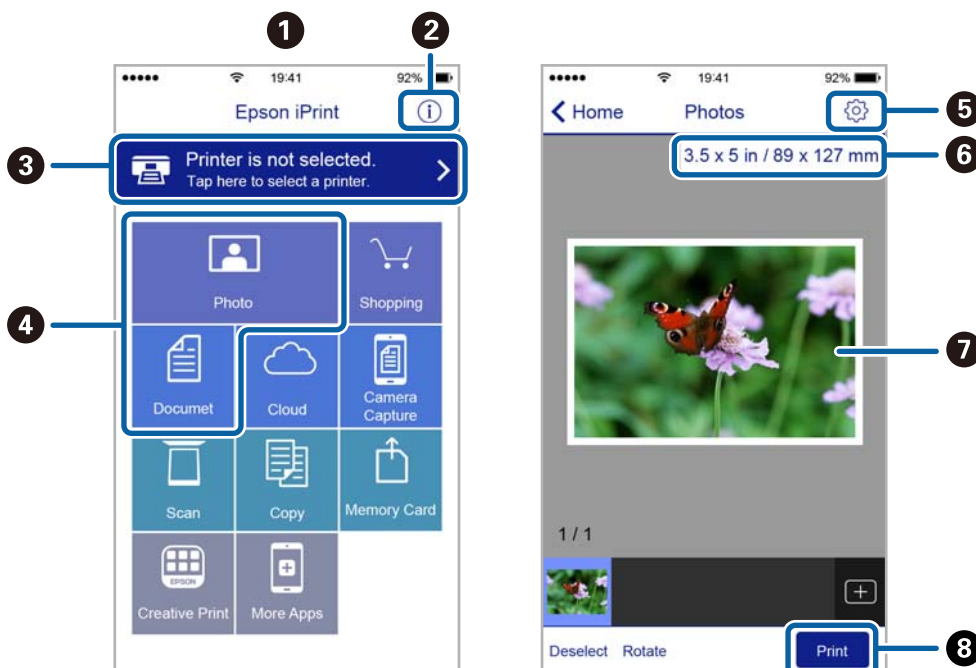 1
2
19:41
92%
Epson iPrint
3
Printer is not selected.
Tap here to select a printer.
4
Photo
Shopping
Documet
Cloud
Camera
Capture
Scan
Copy
Memory Card
EPSON
Creative Print
More Apps
19:41
92%
Home
Photos
5
3.5 x 5 in / 89 x 127 mm
6
7
1 / 1
Deselect
Rotate
Print
8